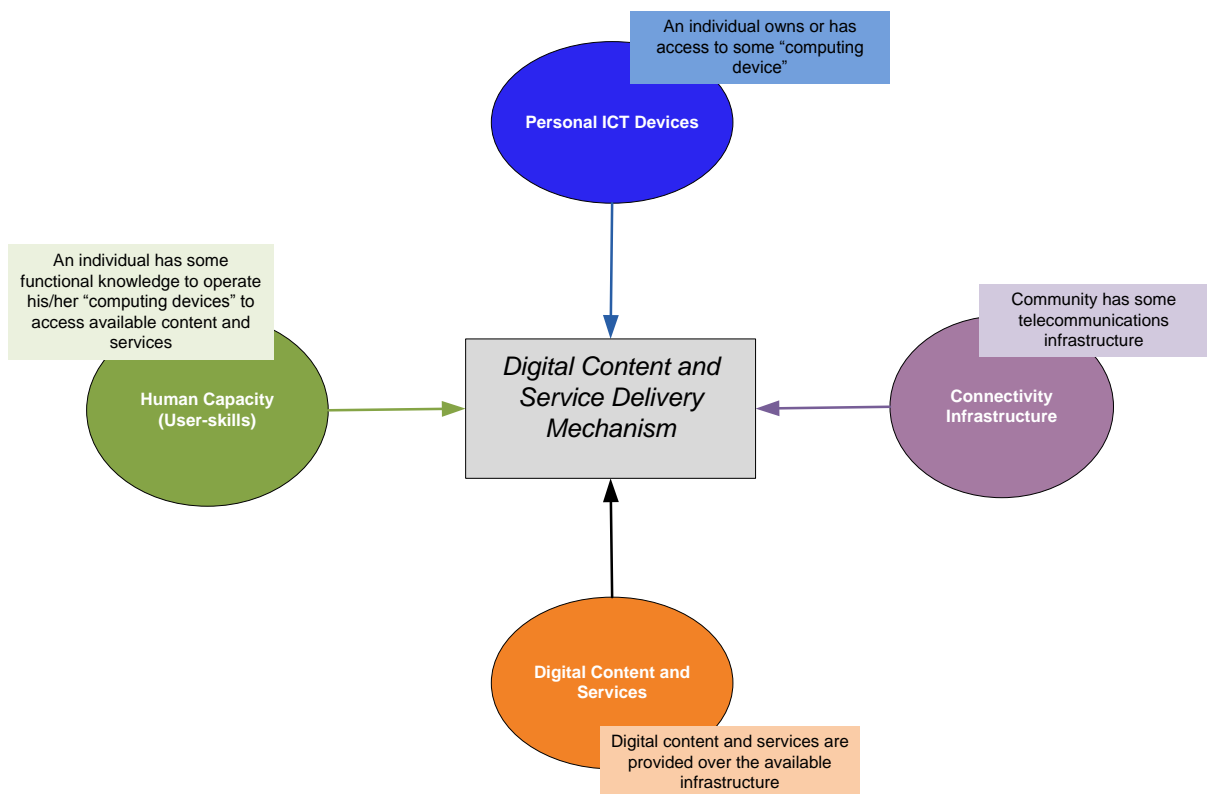 An individual owns or has
access to some “computing
device”
Personal ICT Devices
An individual has some
functional knowledge to operate
his/her “computing devices” to
access available content and
services
Human Capacity
(User-skills)
Digital Content and
Service Delivery
Mechanism
Community has some
telecommunications
infrastructure
Connectivity
Infrastructure
Digital Content and
Services
Digital content and services are
provided over the available
infrastructure